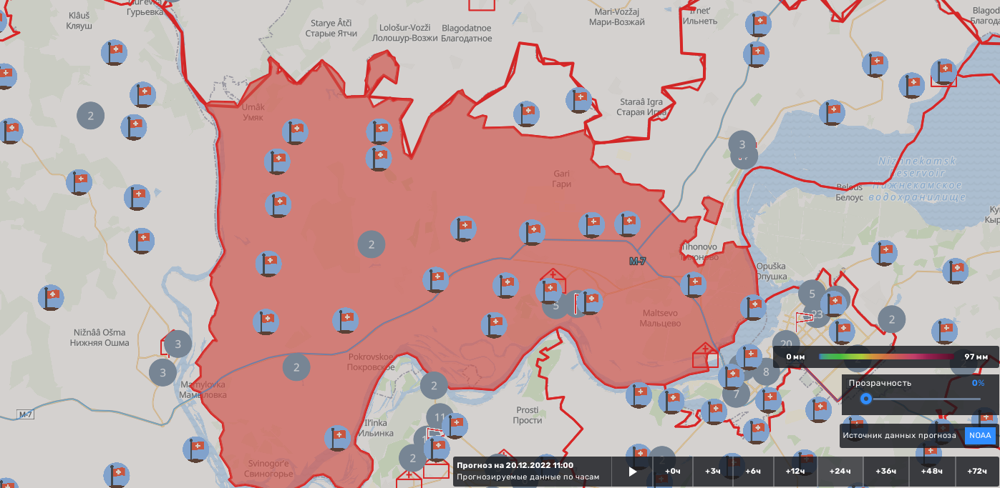 Гурьевка
Klâuš
Кляуш
Starye Âtči
Старые Ятчи
Lološur-Vozži
Лолошур-Возжи
Blagodatnoe
Благодатное
Mari-Vozžaj
Мари-Возжай
Il'net'
Ильнеть
Umâk
Умяк
2
Staraâ Igra
Старая Игра
3
Nižnekamsk
Reservoir
Нижнекамское
водохранилище
Belous
Белоус
Gari
Гари
2
Tihonovo
M-7
Opuška
Опушка
5
5
23
2
Maltsevo
Мальцево
Nižnââ Ošma
Нижняя Ошма
3
20
0 мм
97 мм
Pokrovskoe
Покровское
2
3
8
Mamylovka
Мамыловка
2
7
Прозрачность
0%
M-7
Prosti
Прости
11
Il'inka
Ильинка
Источник данных прогноза
NOAA
2
Svinogor'e
Свиногорье
Прогноз на 20.12.2022 11:00
Прогнозируемые данные по часам
+0ч
+3ч
+6ч
+12ч
+24ч
+36ч
+48ч
+72ч